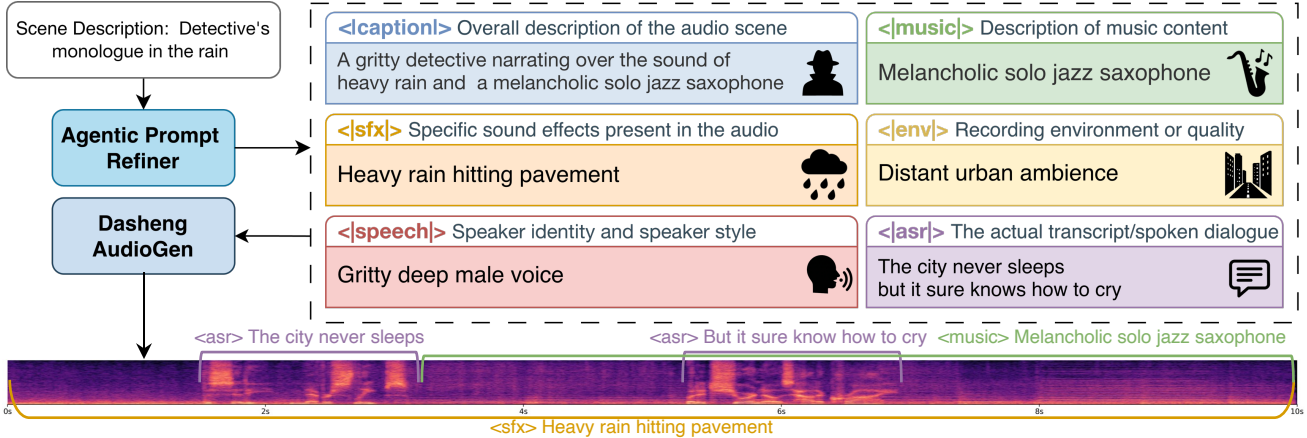 Scene Description: Detective's
monologue in the rain
Agentic Prompt
Refiner
Dasheng
AudioGen
<|caption|> Overall description of the audio scene
A gritty detective narrating over the sound of
heavy rain and a melancholic solo jazz saxophone
<|music|> Description of music content
Melancholic solo jazz saxophone
<|sfx|> Specific sound effects present in the audio
Heavy rain hitting pavement
<|env|> Recording environment or quality
Distant urban ambience
<|speech|> Speaker identity and speaker style
Gritty deep male voice
<|asr|> The actual transcript/spoken dialogue
The city never sleeps
but it sure knows how to cry
<asr> The city never sleeps
<asr> But it sure know how to cry
<music> Melancholic solo jazz saxophone
0s 2s 4s 6s 8s 10s
<sfx> Heavy rain hitting pavement